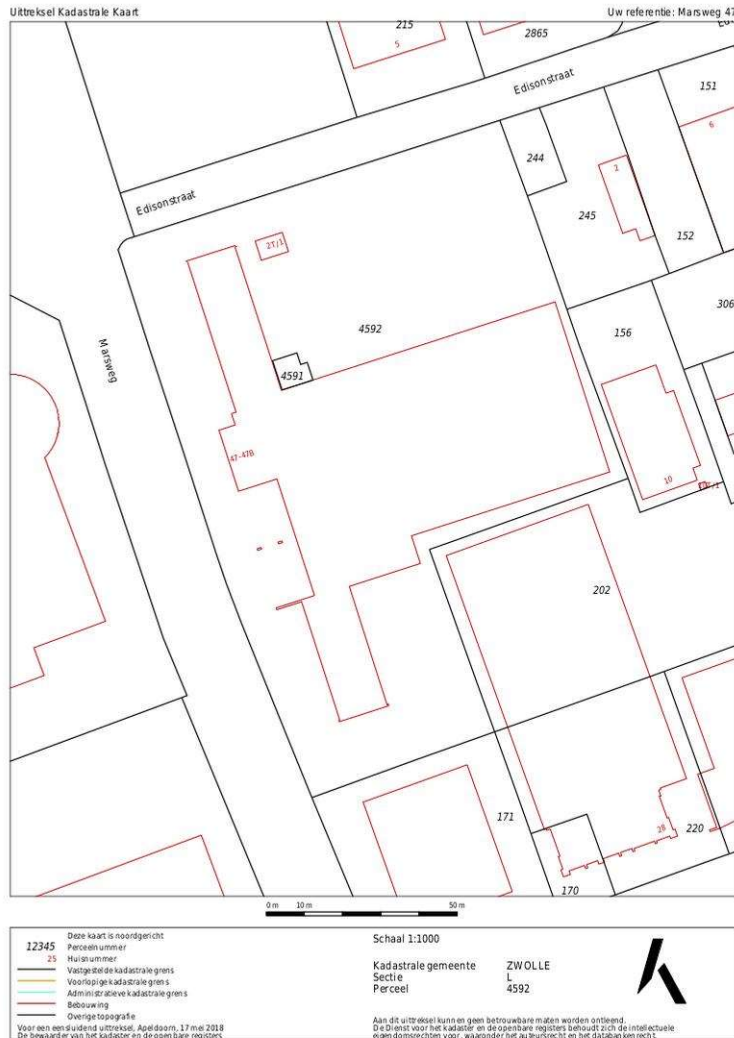 Uittreksel Kadastrale Kaart
Uw referentie: Marsweg 47
215
5
2865
Edisonstraat
151
6
244
2
Edisonstraat
245
152
2T/1
4592
306
156
Marsweg
4591
47-47B
10
202
171
28
220
170
0 m 10 m 50 m
Deze kaart is noordgericht
12345 Perceelnummer
25 Huisnummer
Vastgestelde kadastrale grens
Voorlopige kadastrale grens
Administratieve kadastrale grens
Bebouwing
Overige topografie
Voor een eensluidend uittreksel, Apeldoorn, 17 mei 2018
De bewaarder van het kadaster en de openbare registers
Schaal 1:1000
Kadastrale gemeente ZWOLLE
Sectie L
Perceel 4592
Aan dit uittreksel kunnen geen betrouwbare maten worden ontleend.
De Dienst voor het kadaster en de openbare registers behoudt zich de intellectuele
eigendomsrechten voor, waaronder het auteursrecht en het databankenrecht.